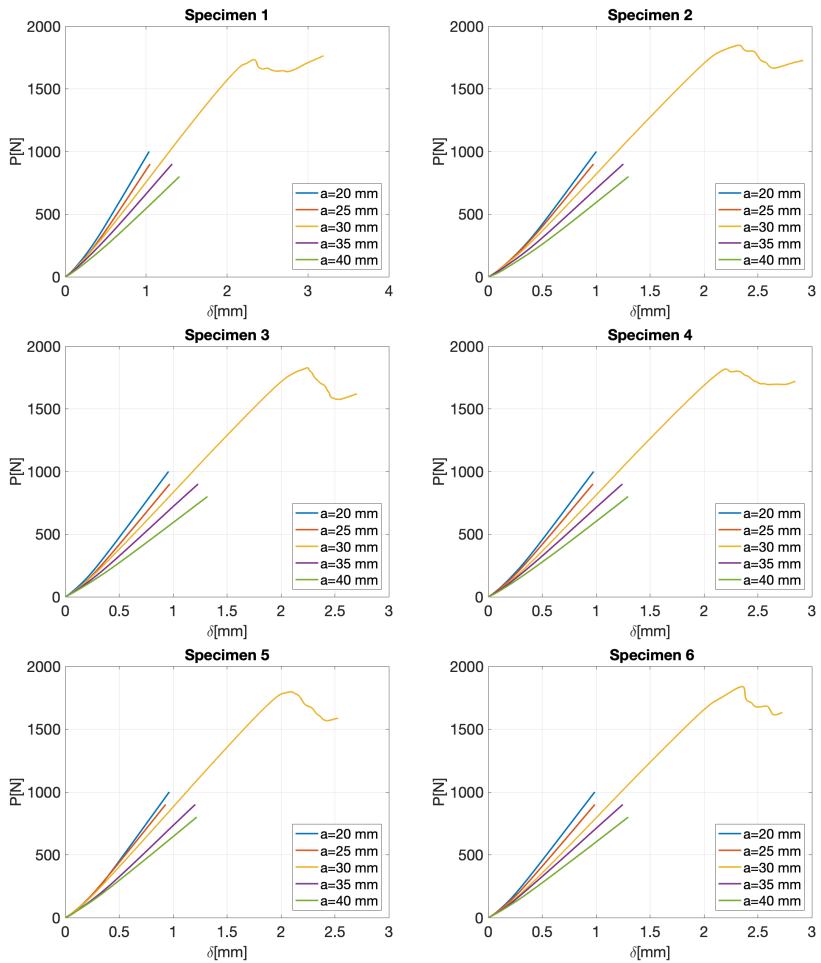 Specimen 1
2000
1500
1000
500
0
P[N]
a=20 mm
a=25 mm
a=30 mm
a=35 mm
a=40 mm
0 1 2 3 4
δ[mm]
Specimen 2
2000
1500
1000
500
0
P[N]
a=20 mm
a=25 mm
a=30 mm
a=35 mm
a=40 mm
0 0.5 1 1.5 2 2.5 3
δ[mm]
Specimen 3
2000
1500
1000
500
0
P[N]
a=20 mm
a=25 mm
a=30 mm
a=35 mm
a=40 mm
0 0.5 1 1.5 2 2.5 3
δ[mm]
Specimen 4
2000
1500
1000
500
0
P[N]
a=20 mm
a=25 mm
a=30 mm
a=35 mm
a=40 mm
0 0.5 1 1.5 2 2.5 3
δ[mm]
Specimen 5
2000
1500
1000
500
0
P[N]
a=20 mm
a=25 mm
a=30 mm
a=35 mm
a=40 mm
0 0.5 1 1.5 2 2.5 3
δ[mm]
Specimen 6
2000
1500
1000
500
0
P[N]
a=20 mm
a=25 mm
a=30 mm
a=35 mm
a=40 mm
0 0.5 1 1.5 2 2.5 3
δ[mm]